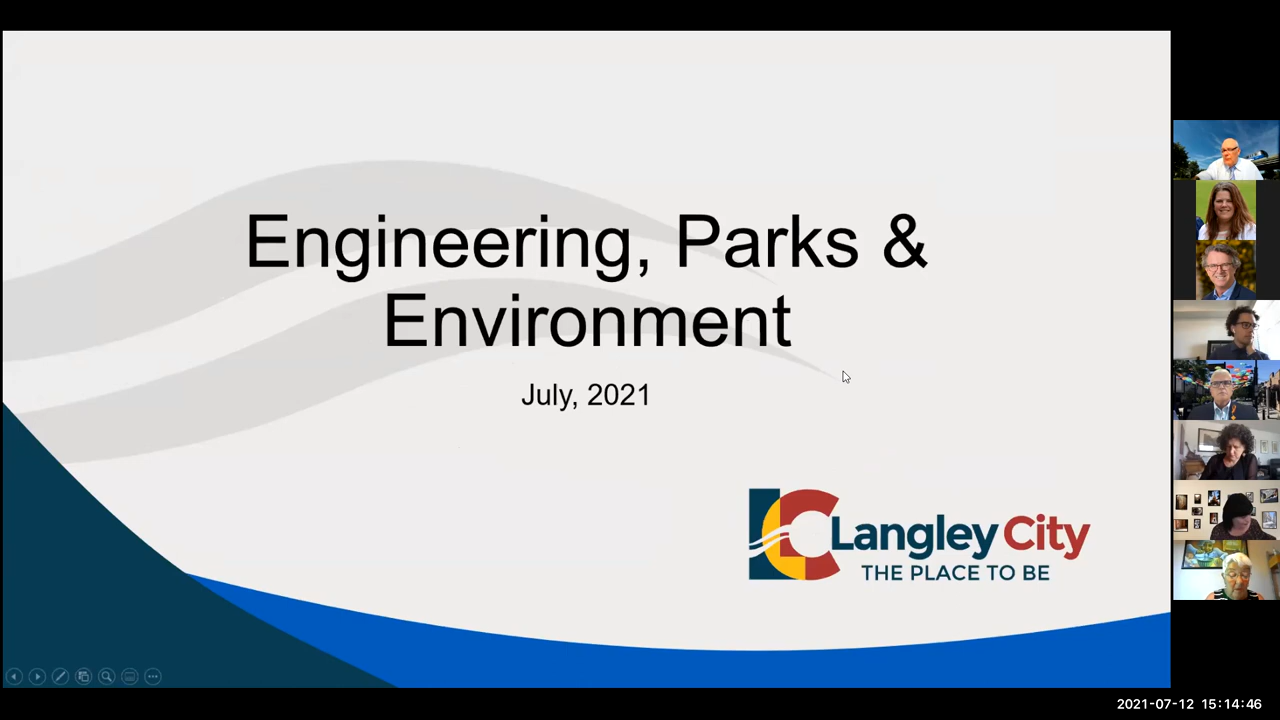 Engineering, Parks &
Environment
July, 2021
Langley City
THE PLACE TO BE
2021-07-12 15:14:46